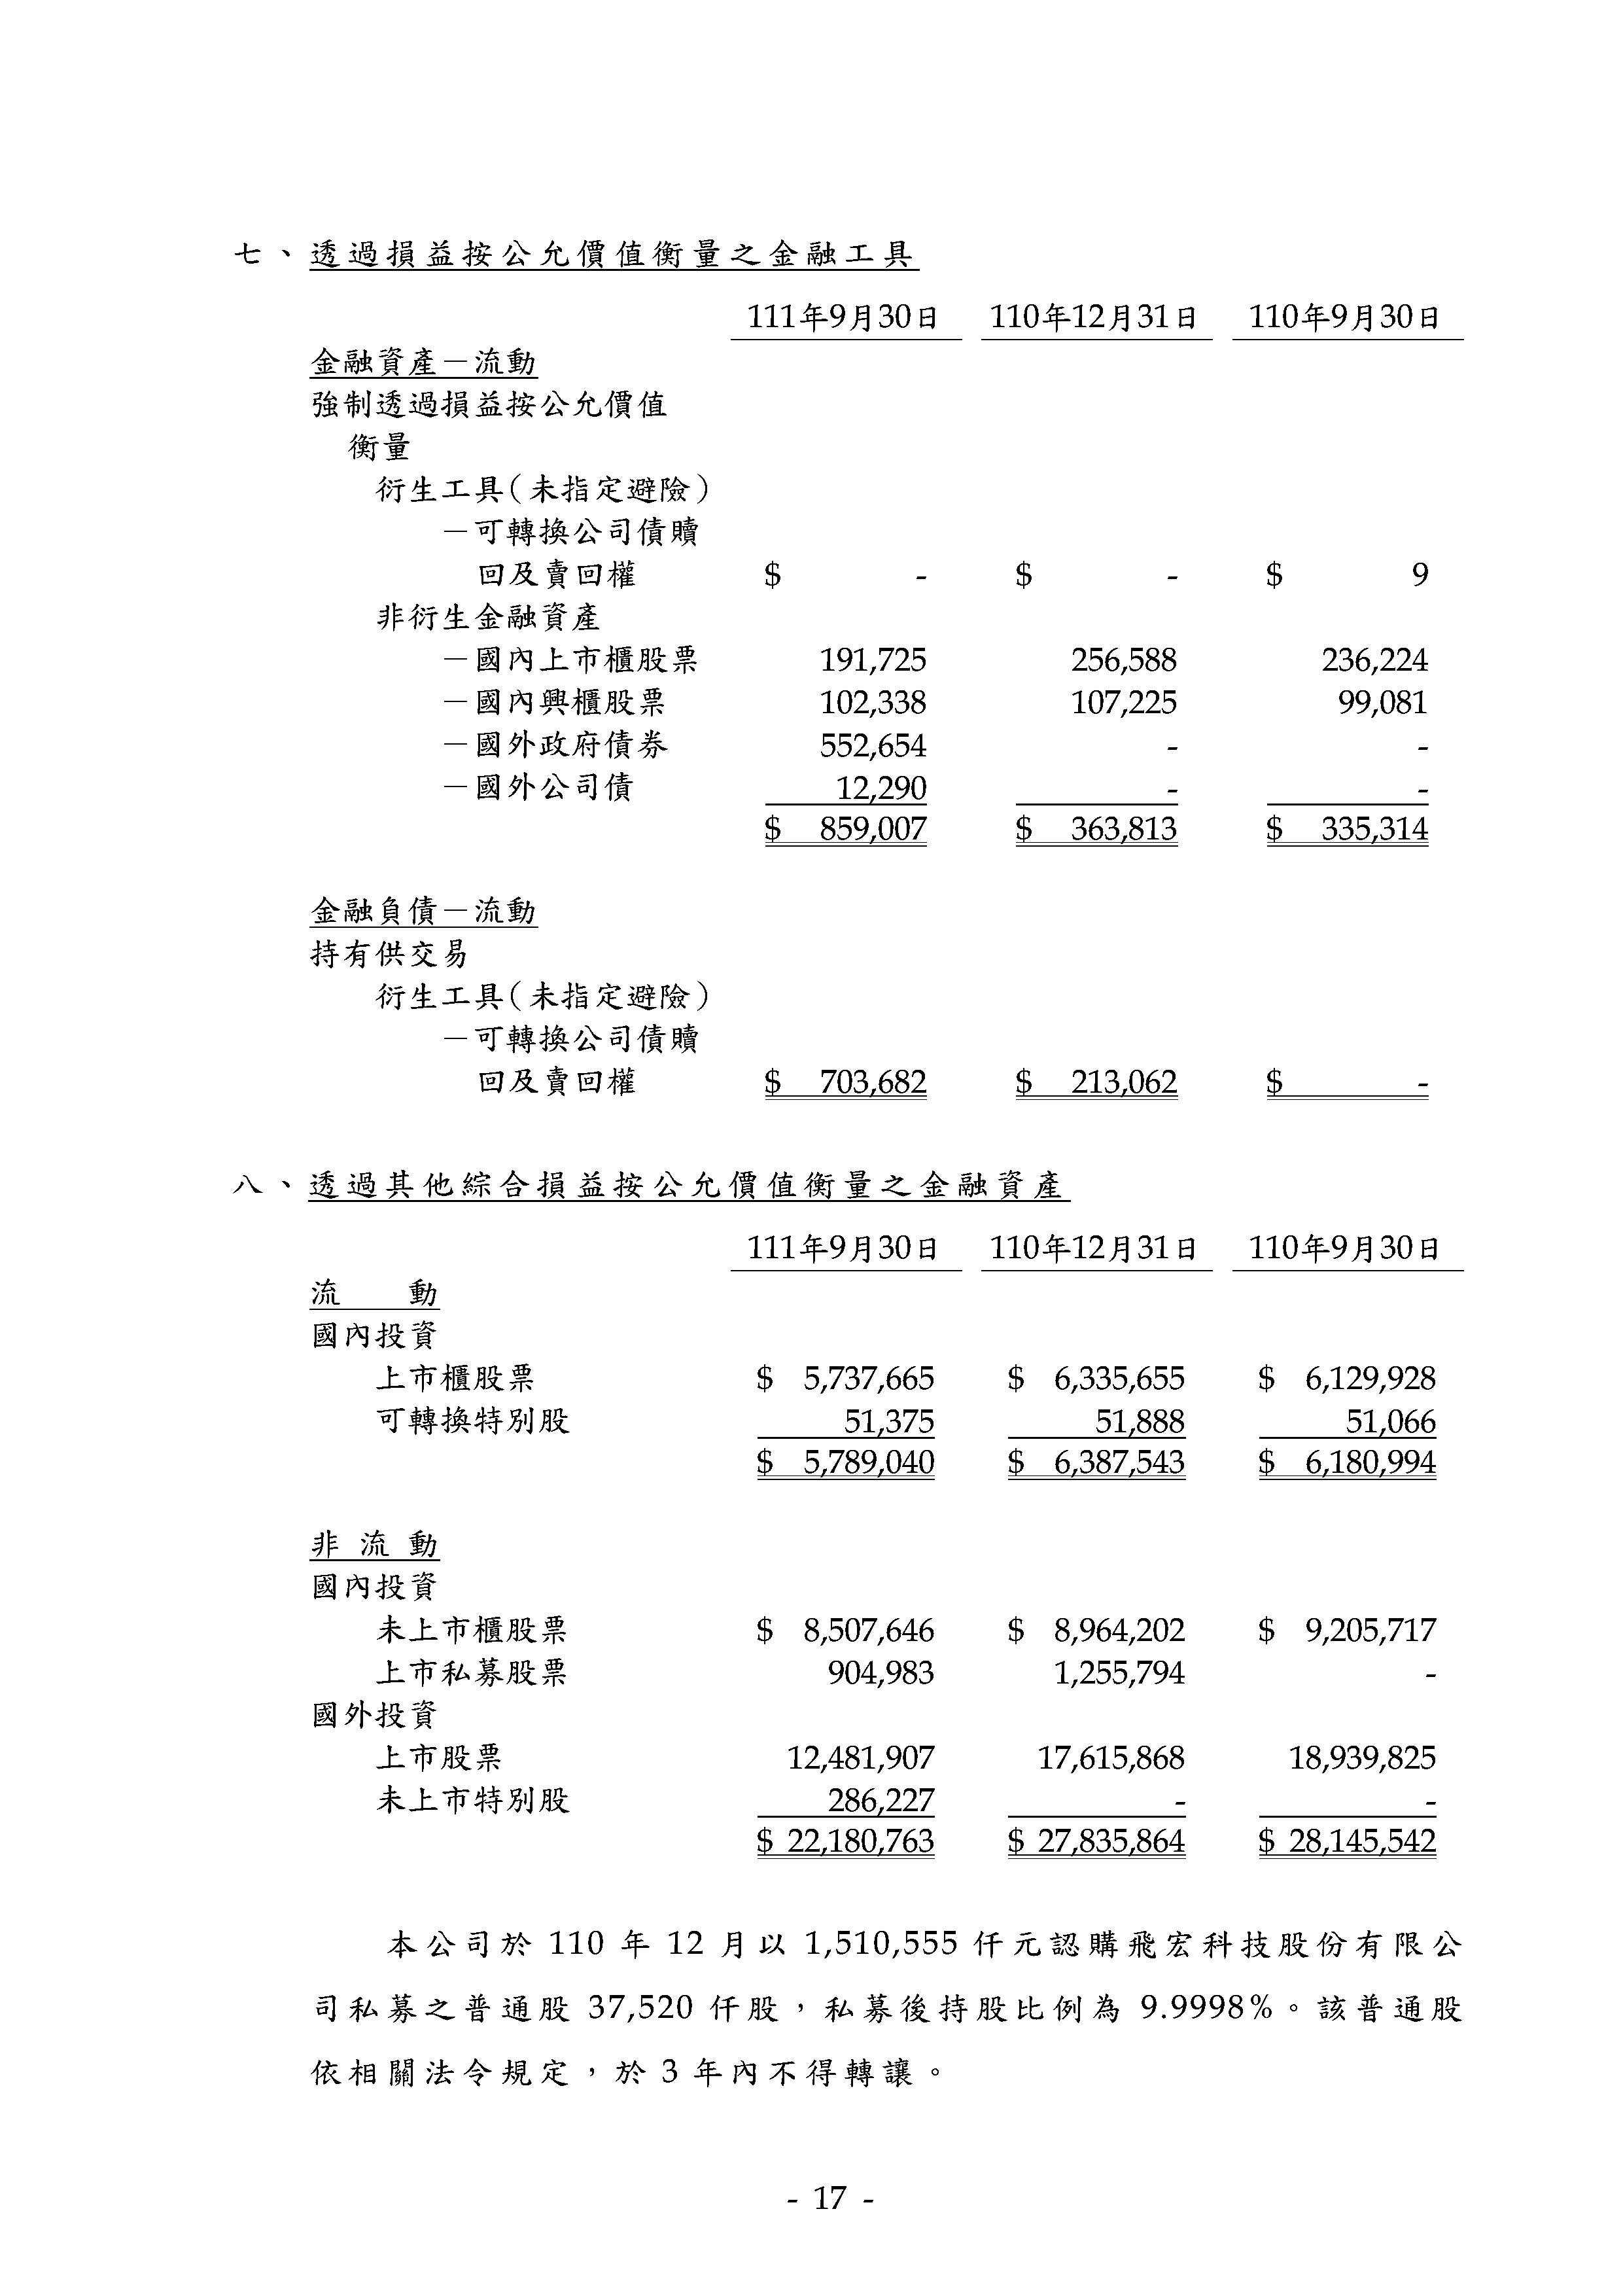 七、透過損益按公允價值衡量之金融工具
111年9月30日 110年12月31日 110年9月30日
金融資產－流動
強制透過損益按公允價值
衡量
衍生工具(未指定避險)
－可轉換公司債贖
回及賣回權 $ - $ - $ 9
非衍生金融資產
－國內上市櫃股票 191,725 256,588 236,224
－國內興櫃股票 102,338 107,225 99,081
－國外政府債券 552,654 - -
－國外公司債 12,290 - -
$ 859,007 $ 363,813 $ 335,314
金融負債－流動
持有供交易
衍生工具(未指定避險)
－可轉換公司債贖
回及賣回權 $ 703,682 $ 213,062 $ -
八、透過其他綜合損益按公允價值衡量之金融資產
111年9月30日 110年12月31日 110年9月30日
流 動
國內投資
上市櫃股票 $ 5,737,665 $ 6,335,655 $ 6,129,928
可轉換特別股 51,375 51,888 51,066
$ 5,789,040 $ 6,387,543 $ 6,180,994
非 流 動
國內投資
未上市櫃股票 $ 8,507,646 $ 8,964,202 $ 9,205,717
上市私募股票 904,983 1,255,794 -
國外投資
上市股票 12,481,907 17,615,868 18,939,825
未上市特別股 286,227 - -
$ 22,180,763 $ 27,835,864 $ 28,145,542
本公司於 110 年 12 月以 1,510,555 仟元認購飛宏科技股份有限公
司私募之普通股 37,520 仟股，私募後持股比例為 9.9998%。該普通股
依相關法令規定，於 3 年內不得轉讓。
- 17 -